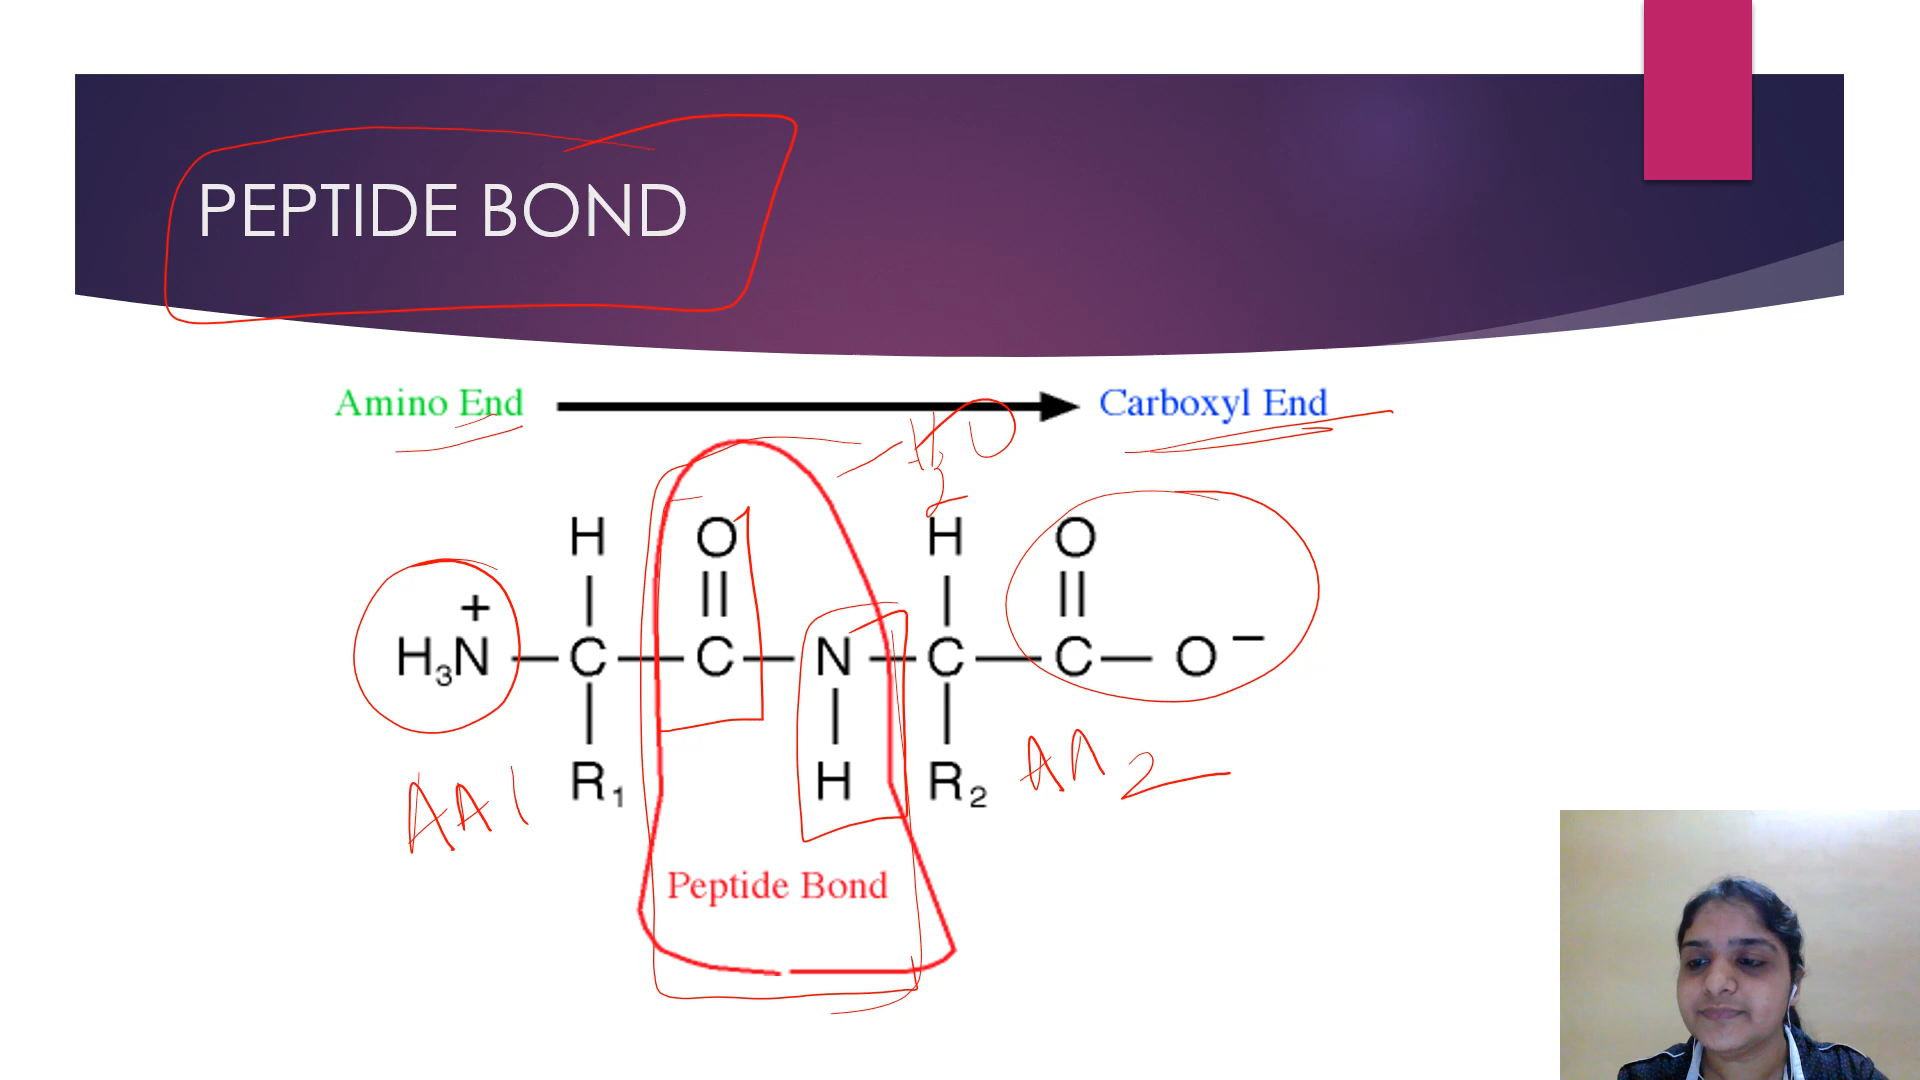 PEPTIDE BOND
Amino End Carboxyl End
-H2O
H O H O
+
H3N C C N C C O −
R1 H R2
AA1 AA2
Peptide Bond